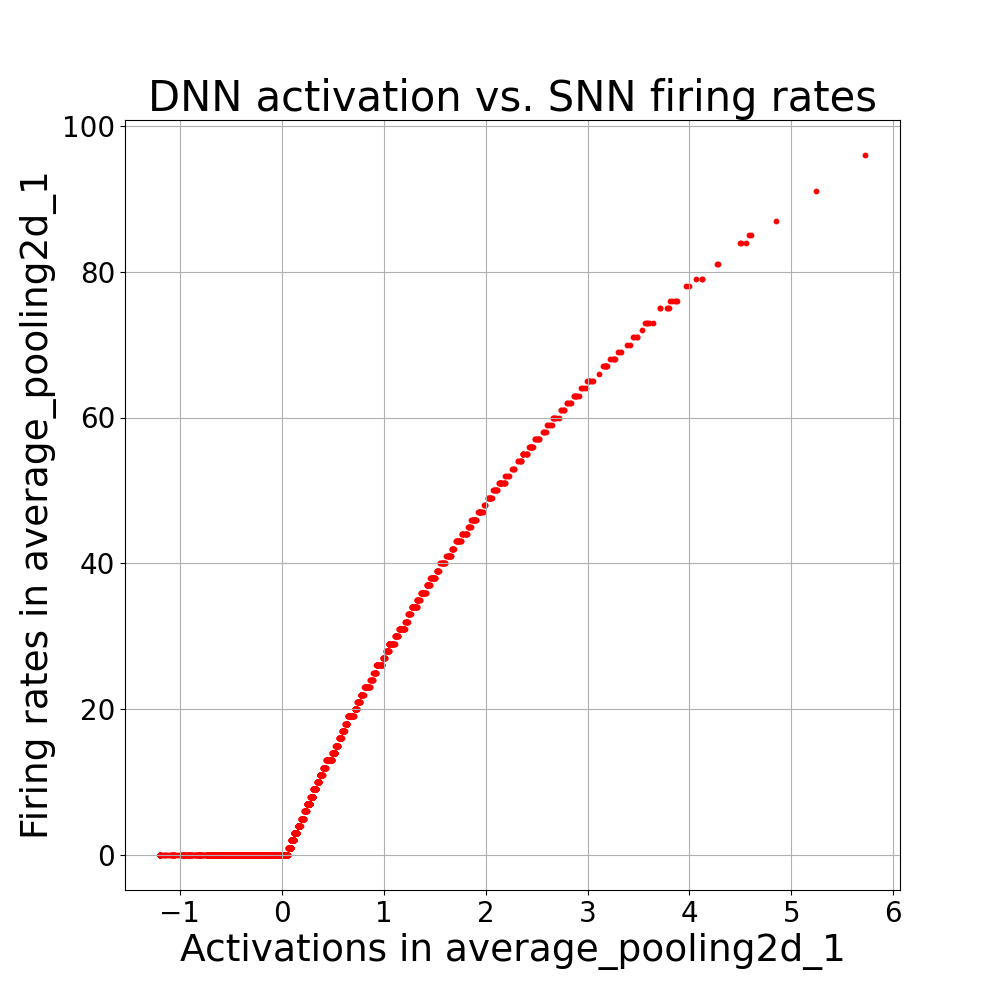 DNN activation vs. SNN firing rates
Firing rates in average_pooling2d_1
100
80
60
40
20
0
−1 0 1 2 3 4 5 6
Activations in average_pooling2d_1